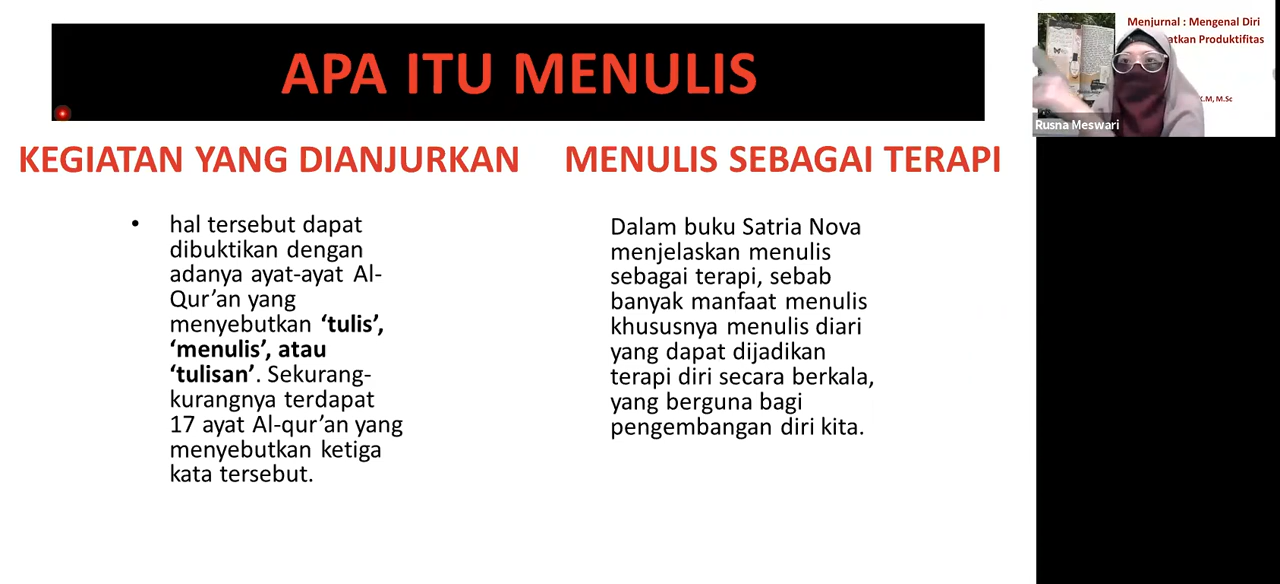 APA ITU MENULIS
KEGIATAN YANG DIANJURKAN
• hal tersebut dapat
dibuktikan dengan
adanya ayat-ayat Al-
Qur’an yang
menyebutkan ‘tulis’,
‘menulis’, atau
‘tulisan’. Sekurang-
kurangnya terdapat
17 ayat Al-qur’an yang
menyebutkan ketiga
kata tersebut.
MENULIS SEBAGAI TERAPI
Dalam buku Satria Nova
menjelaskan menulis
sebagai terapi, sebab
banyak manfaat menulis
khususnya menulis diari
yang dapat dijadikan
terapi diri secara berkala,
yang berguna bagi
pengembangan diri kita.
Menjurnal : Mengenal Diri
atkan Produktifitas
K.M, M.Sc
Rusna Meswari